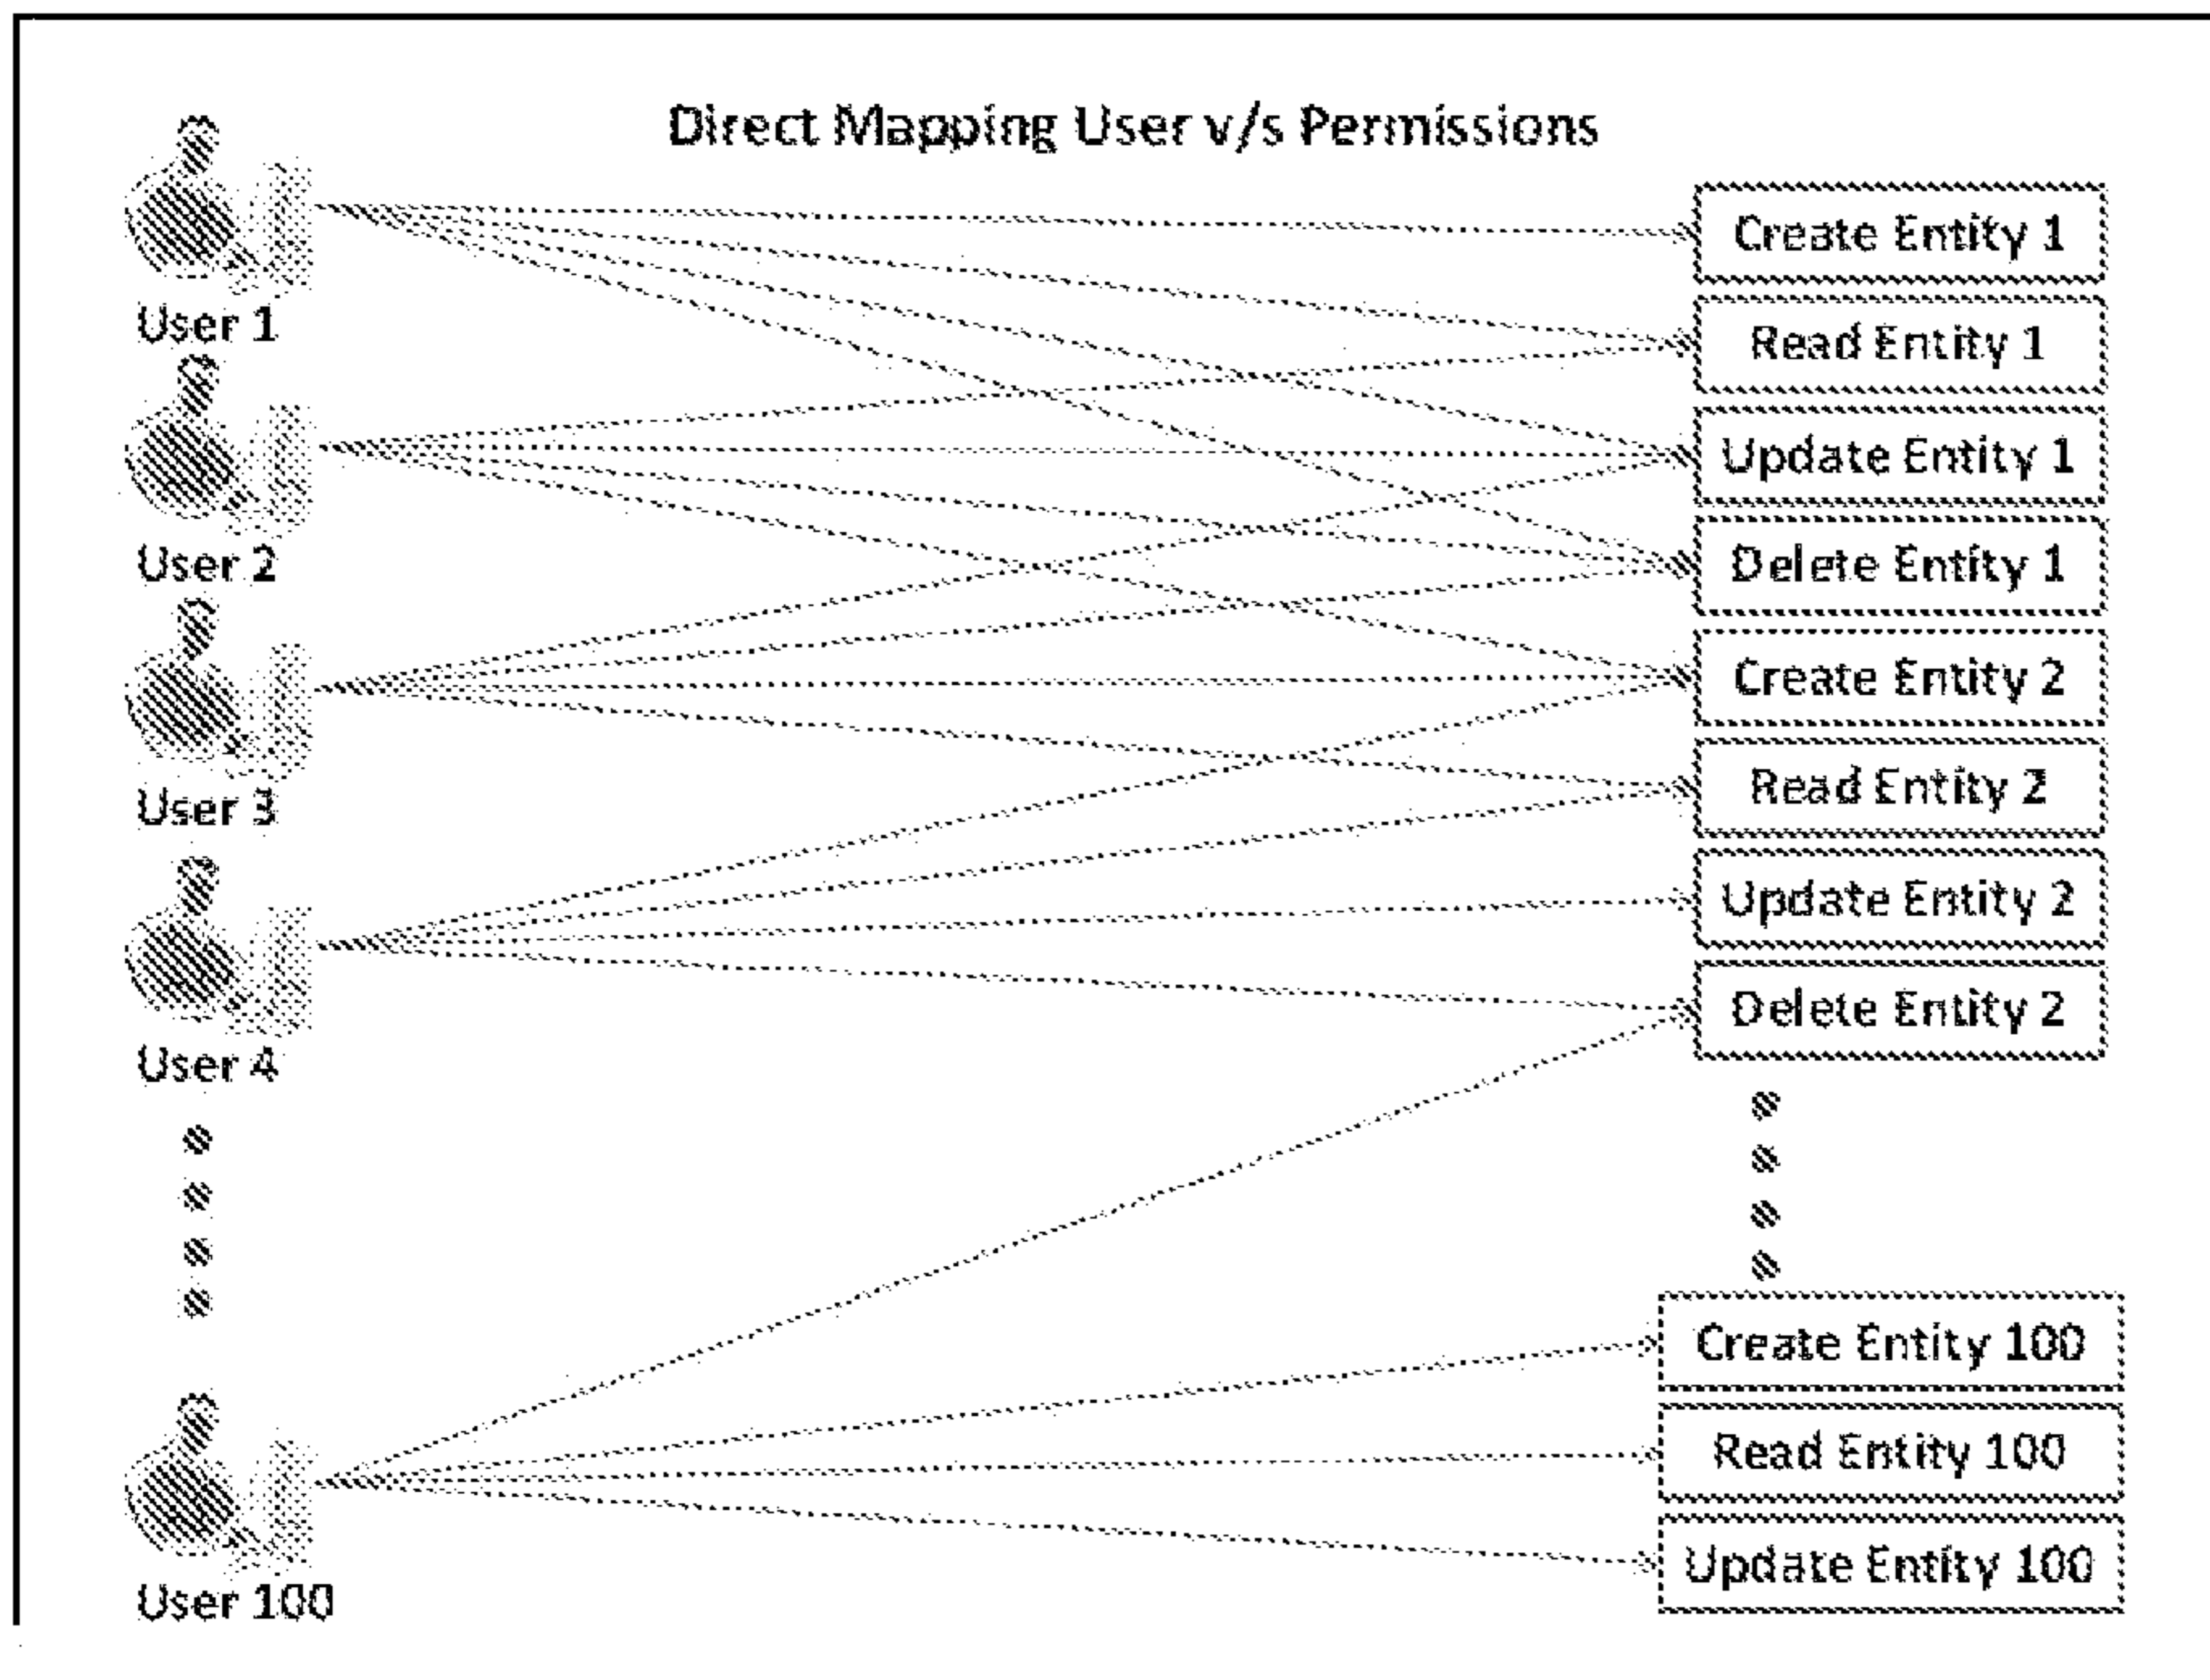 Direct Mapping User v/s Permissions
User 1
User 2
User 3
User 4
User 100
Create Entity 1
Read Entity 1
Update Entity 1
Delete Entity 1
Create Entity 2
Read Entity 2
Update Entity 2
Delete Entity 2
Create Entity 100
Read Entity 100
Update Entity 100